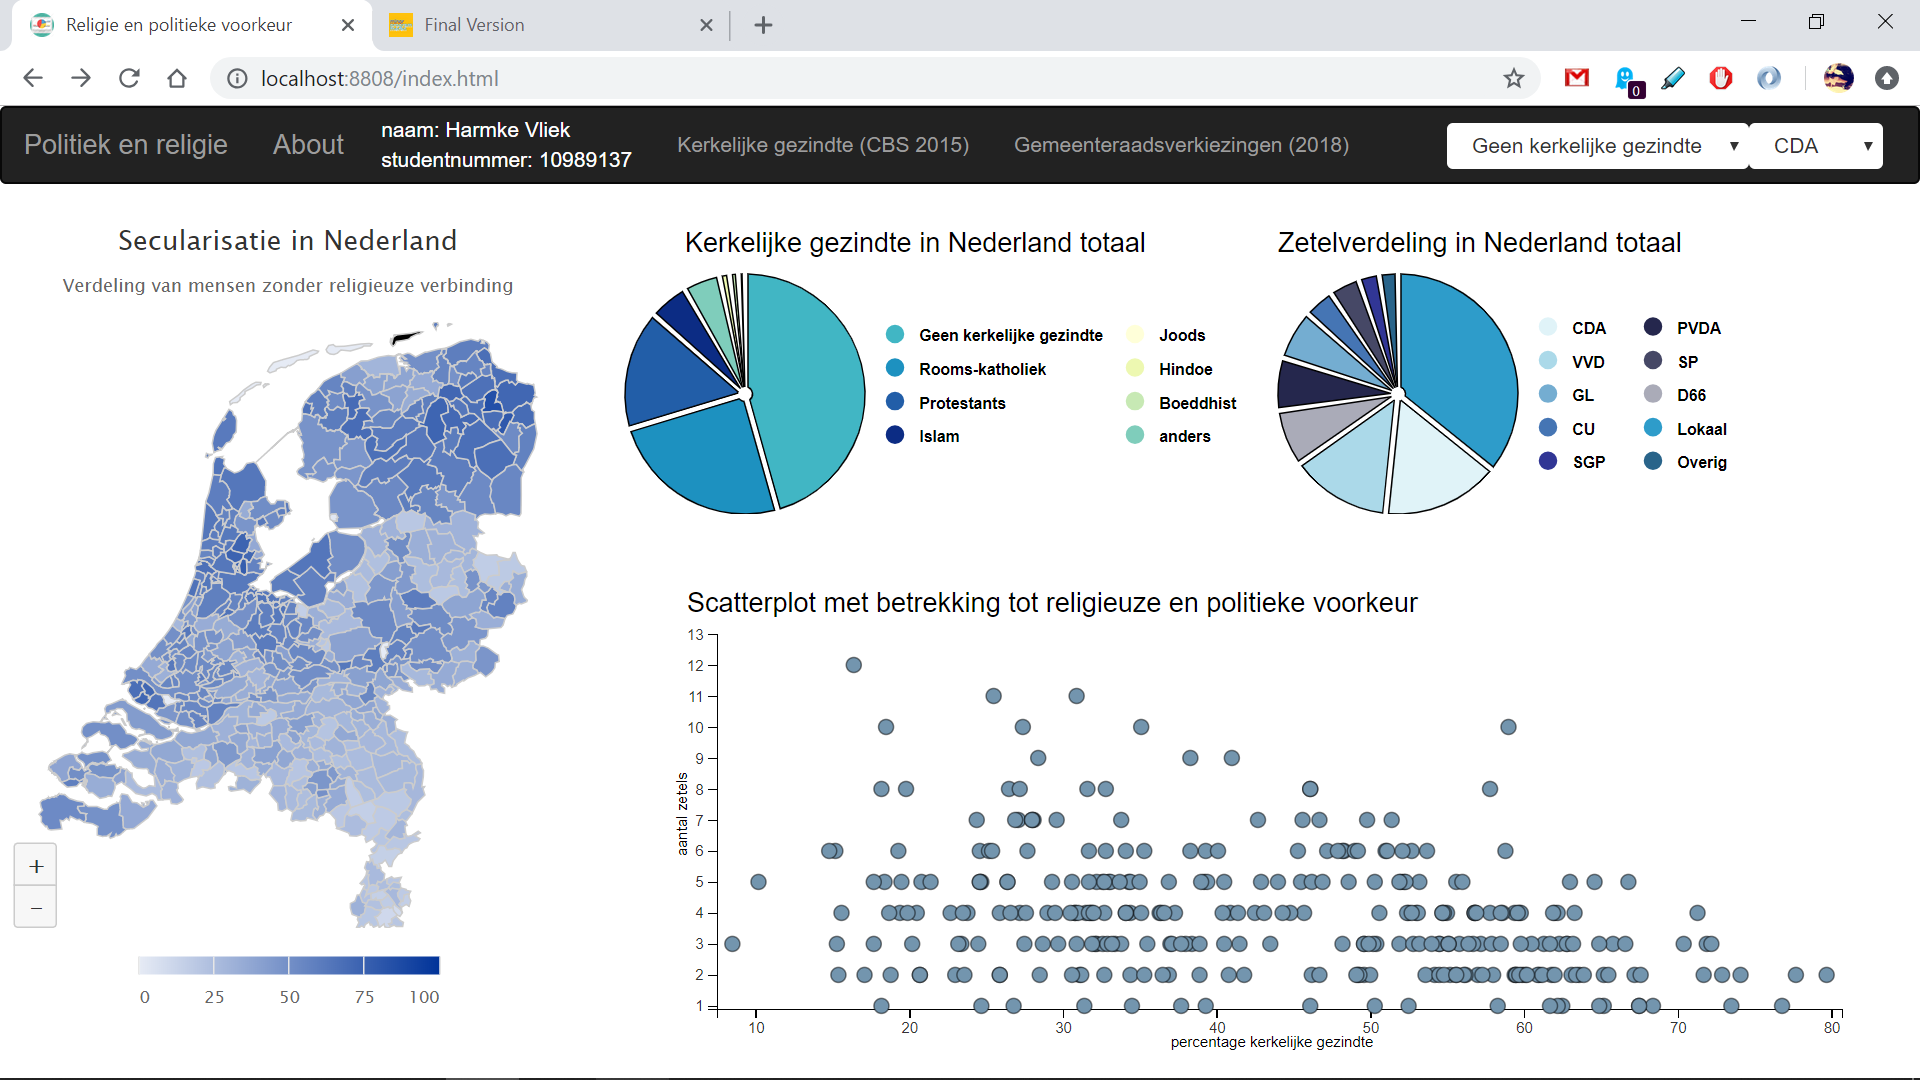 Religie en politieke voorkeur
Final Version
localhost:8808/index.html
0
Politiek en religie
About
naam: Harmke Vliek
studentnummer: 10989137
Kerkelijke gezindte (CBS 2015)
Gemeenteraadsverkiezingen (2018)
Geen kerkelijke gezindte
CDA
Secularisatie in Nederland
Verdeling van mensen zonder religieuze verbinding
+
−
0 25 50 75 100
Kerkelijke gezindte in Nederland totaal
Geen kerkelijke gezindte
Rooms-katholiek
Protestants
Islam
Joods
Hindoe
Boeddhist
anders
Zetelverdeling in Nederland totaal
CDA
VVD
GL
CU
SGP
PVDA
SP
D66
Lokaal
Overig
Scatterplot met betrekking tot religieuze en politieke voorkeur
13
12
11
10
9
8
7
6
5
4
3
2
1
aantal zetels
10 20 30 40 50 60 70 80
percentage kerkelijke gezindte